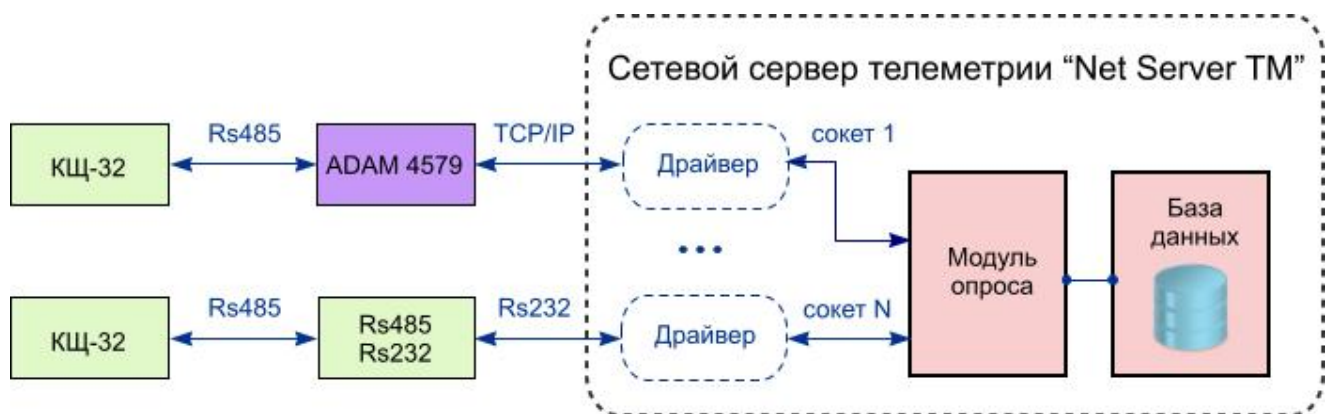 Сетевой сервер телеметрии “Net Server TM”
КЩ-32
Rs485
ADAM 4579
TCP/IP
Драйвер
сокет 1
...
КЩ-32
Rs485
Rs485
Rs232
Rs232
Драйвер
сокет N
Модуль
опроса
База
данных